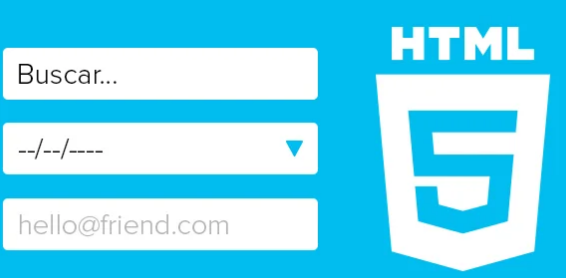 HTML
5
Buscar...
--/--/----
hello@friend.com